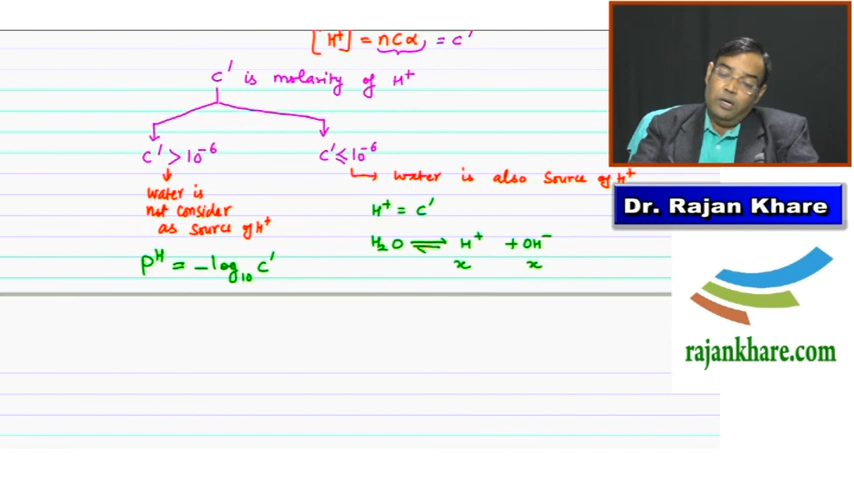 [H+] = nCα = c'
c' is molarity of H+
c' > 10^-6
c' ≤ 10^-6
water is also source of H+
water is
not consider
as source of H+
H+ = c'
H2O ⇌ H+ + OH-
x x
P^H = -log10 c'
Dr. Rajan Khare
rajankhare.com